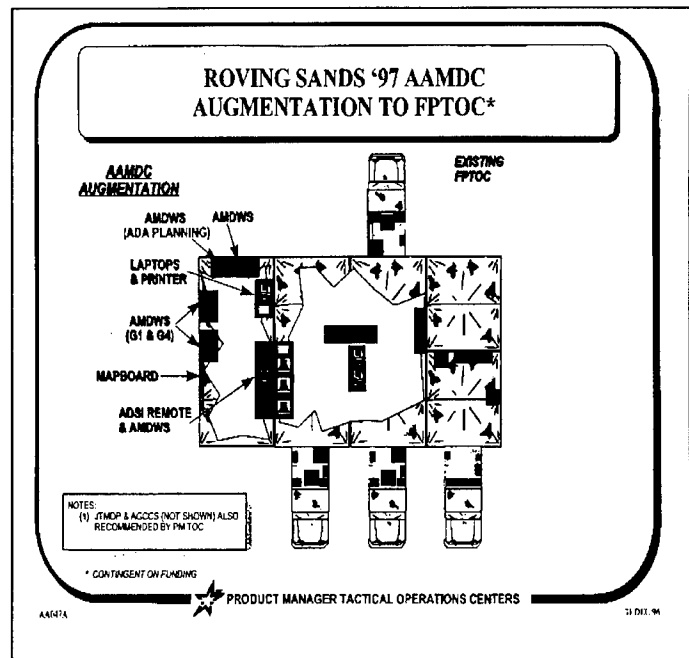 ROVING SANDS '97 AAMDC
AUGMENTATION TO FPTOC*
AAMDC
AUGMENTATION
EXISTING
FPTOC
AMDWS
(ADA PLANNING)
AMDWS
LAPTOPS
& PRINTER
AMDWS
(G1 & G4)
MAPBOARD
ADSI REMOTE
& AMDWS
NOTES:
(1) JTMDP & AGCCS (NOT SHOWN) ALSO
RECOMMENDED BY PM TOC
* CONTINGENT ON FUNDING
PRODUCT MANAGER TACTICAL OPERATIONS CENTERS